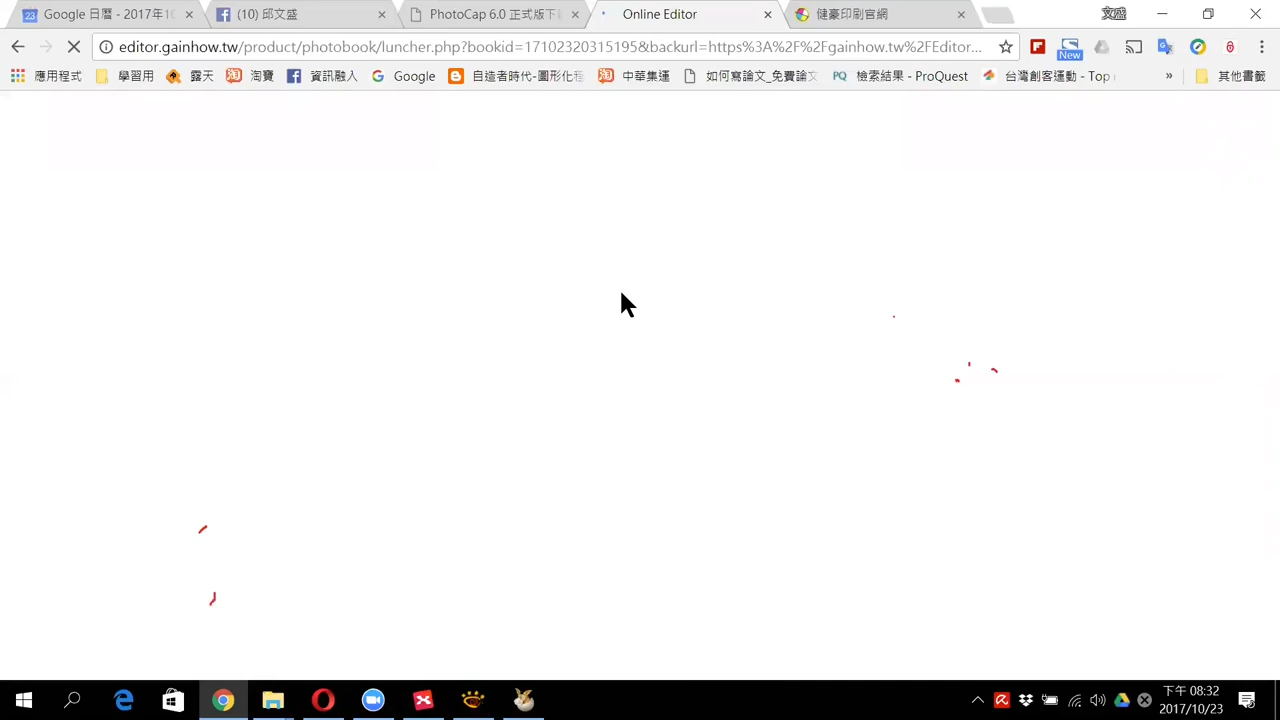 Google 日曆 - 2017年10
(10) 邱文盛
PhotoCap 6.0 正式版下
Online Editor
健豪印刷官網
文盛
editor.gainhow.tw/product/photobook/luncher.php?bookid=17102320315195&backurl=https%3A%2F%2Fgainhow.tw%2FEditor...
New
應用程式
學習用
露天
淘 淘寶
資訊融入
Google
自造者時代-圖形化程
淘 中華集運
如何寫論文_免費論文
PQ 檢索結果 - ProQuest
台灣創客運動 - Top
»
其他書籤
下午 08:32
2017/10/23